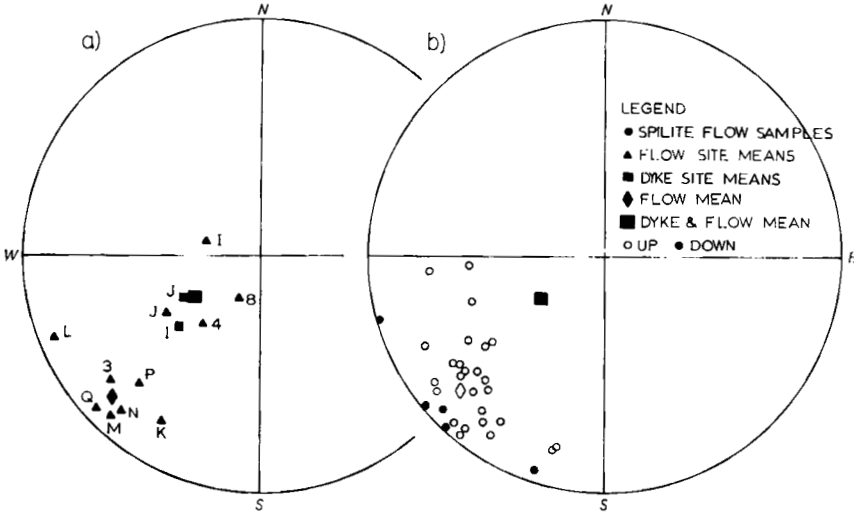 a)
N
b)
N
LEGEND
SPILITE FLOW SAMPLES
FLOW SITE MEANS
DYKE SITE MEANS
FLOW MEAN
DYKE & FLOW MEAN
UP DOWN
I
W
E
J
8
J
4
I
L
3
P
Q
N
M
K
S
S